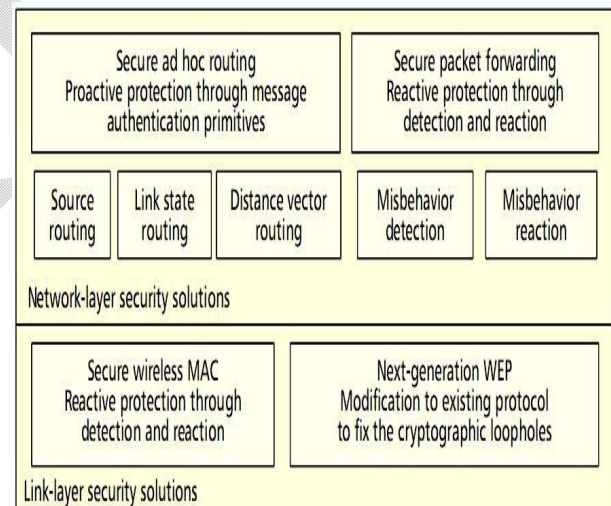 Secure ad hoc routing
Proactive protection through message
authentication primitives
Secure packet forwarding
Reactive protection through
detection and reaction
Source
routing
Link state
routing
Distance vector
routing
Misbehavior
detection
Misbehavior
reaction
Network-layer security solutions
Secure wireless MAC
Reactive protection through
detection and reaction
Next-generation WEP
Modification to existing protocol
to fix the cryptographic loopholes
Link-layer security solutions